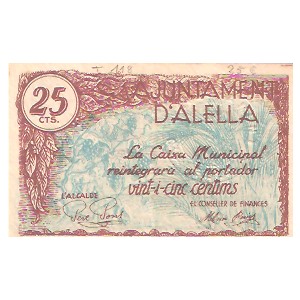 AJUNTAMENT
D'ALELLA
25
CTS.
La Caixa Municipal
reintegrarà al portador
vint-i-cinc cèntims
L'ALCALDE
EL CONSELLER DE FINANCES